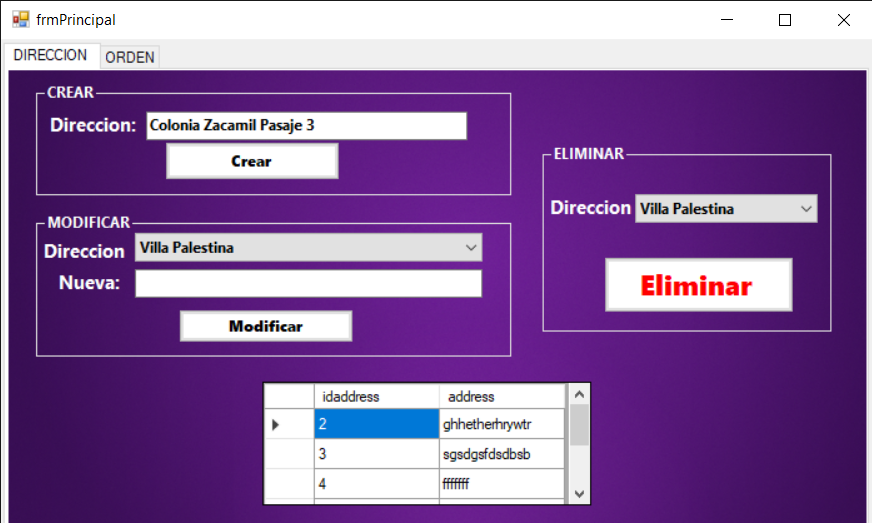 frmPrincipal
DIRECCION ORDEN
CREAR
Direccion: Colonia Zacamil Pasaje 3
Crear
MODIFICAR
Direccion Villa Palestina
Nueva:
Modificar
ELIMINAR
Direccion Villa Palestina
Eliminar
idaddress address
2 ghhetherhrywtr
3 sgsdgsfdsdbsb
4 fffffff